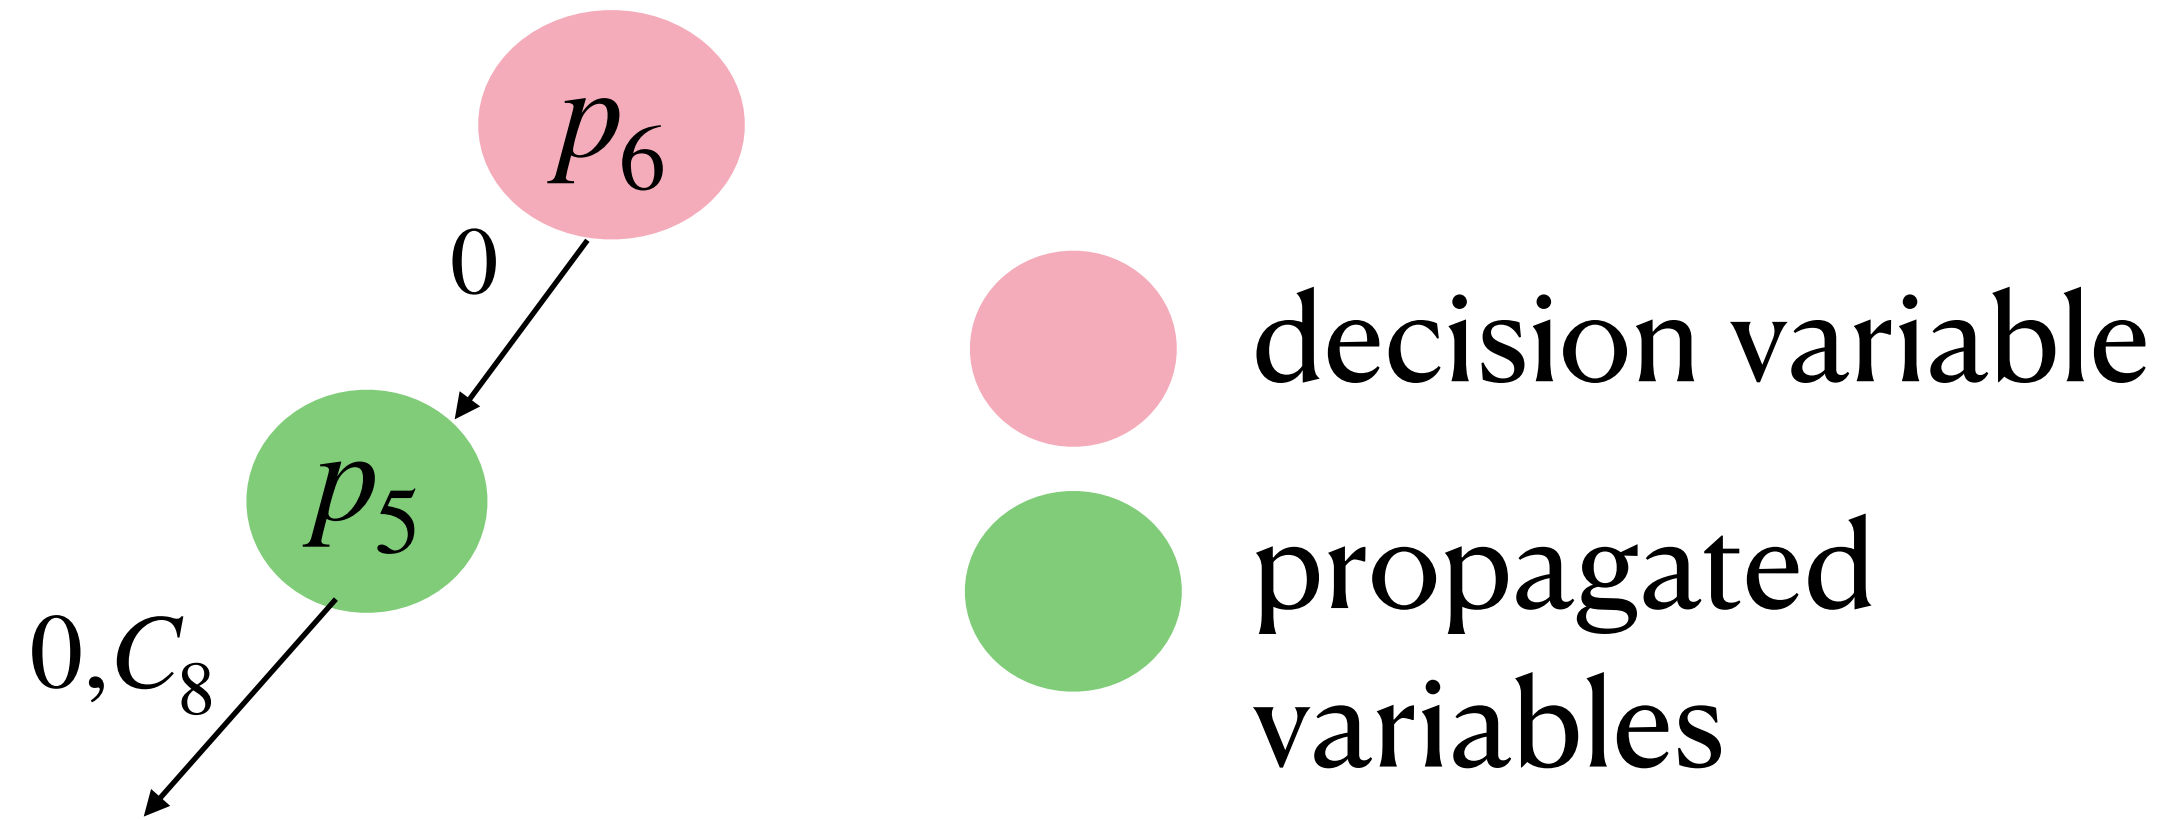 p₆
0
decision variable
p₅
propagated
variables
0,C₈